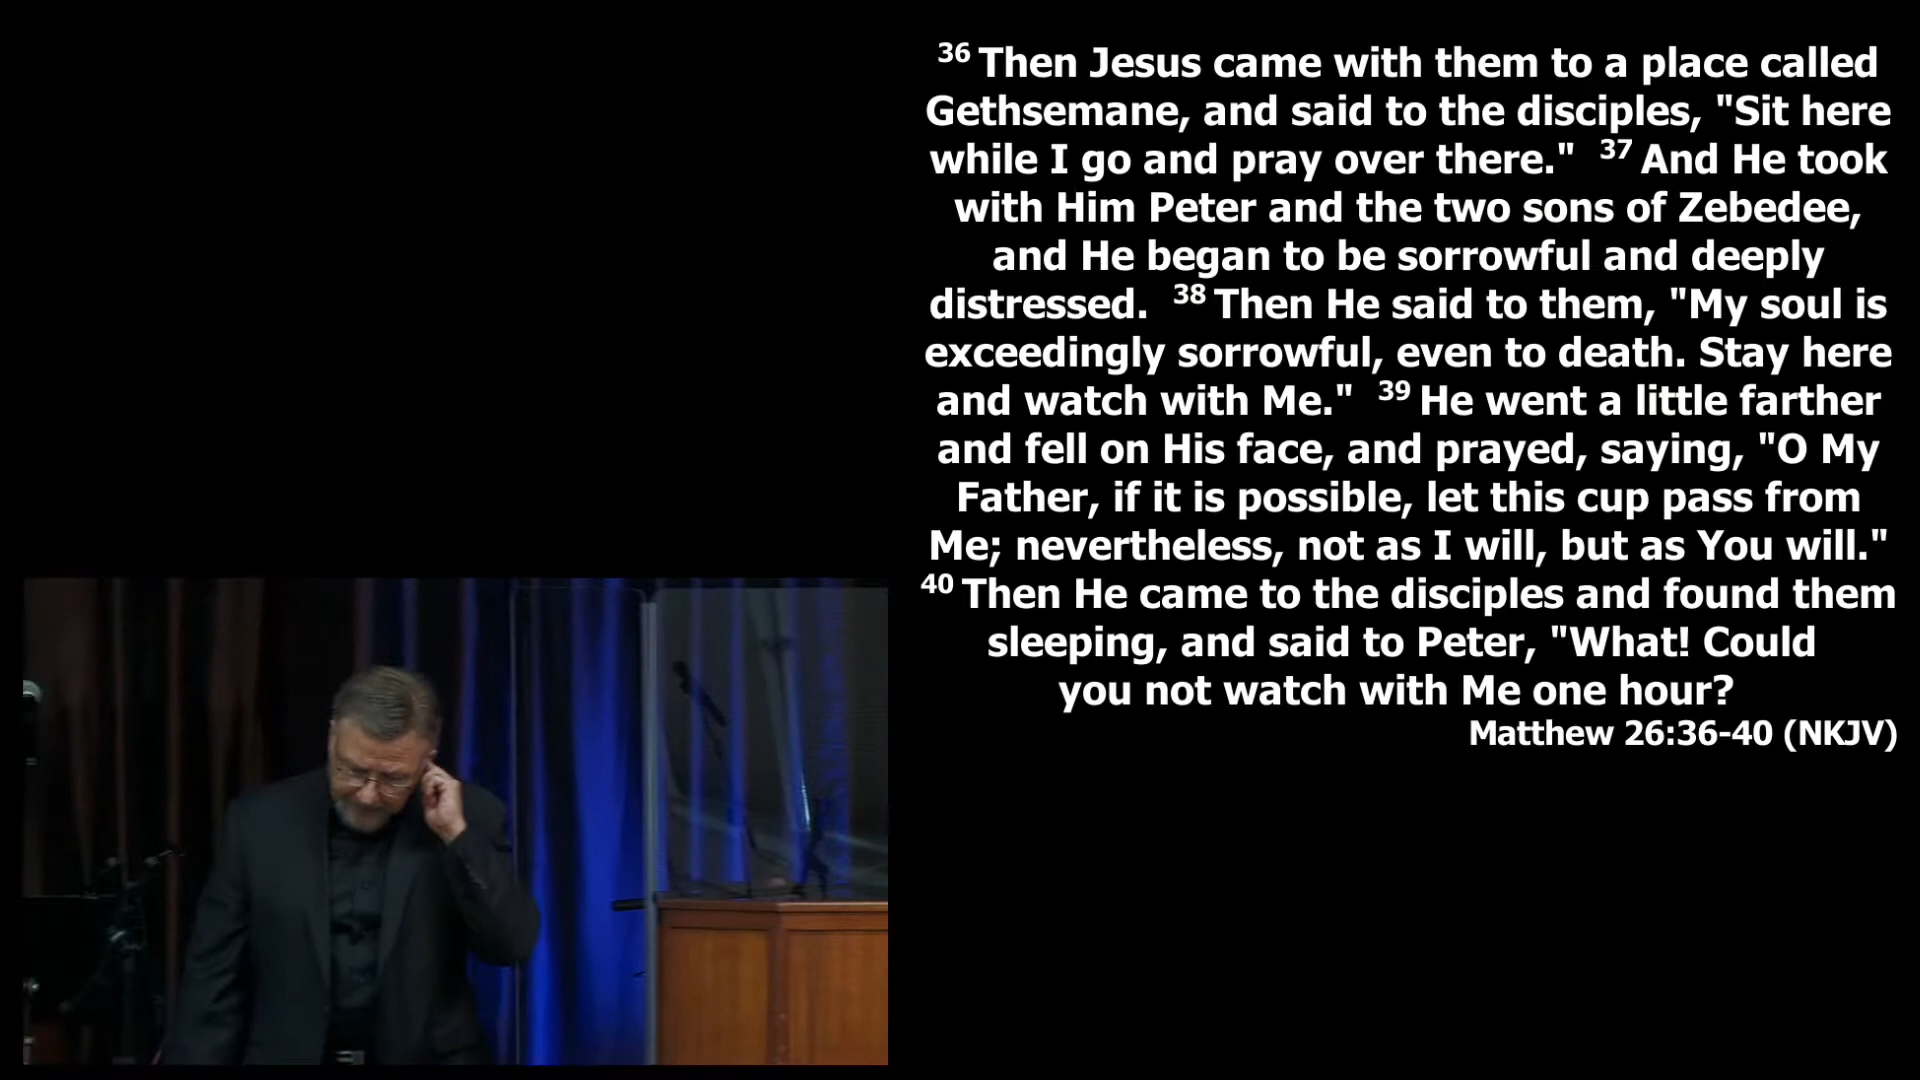 36 Then Jesus came with them to a place called
Gethsemane, and said to the disciples, "Sit here
while I go and pray over there." 37 And He took
with Him Peter and the two sons of Zebedee,
and He began to be sorrowful and deeply
distressed. 38 Then He said to them, "My soul is
exceedingly sorrowful, even to death. Stay here
and watch with Me." 39 He went a little farther
and fell on His face, and prayed, saying, "O My
Father, if it is possible, let this cup pass from
Me; nevertheless, not as I will, but as You will."
40 Then He came to the disciples and found them
sleeping, and said to Peter, "What! Could
you not watch with Me one hour?
Matthew 26:36-40 (NKJV)